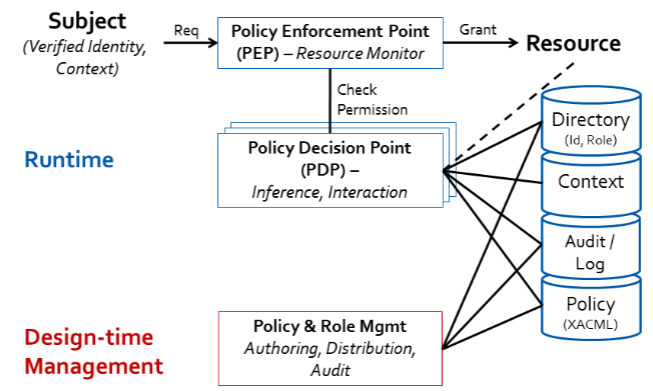 Subject
(Verified Identity,
Context)
Req
Policy Enforcement Point
(PEP) – Resource Monitor
Grant
Resource
Check
Permission
Runtime
Policy Decision Point
(PDP) –
Inference, Interaction
Directory
(Id, Role)
Context
Audit /
Log
Policy
(XACML)
Design-time
Management
Policy & Role Mgmt
Authoring, Distribution,
Audit